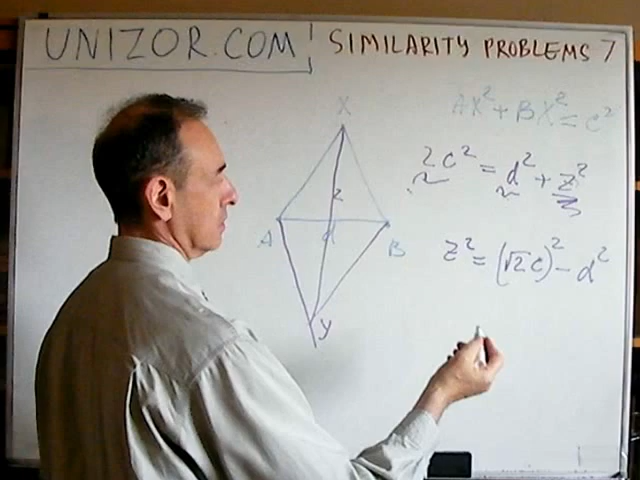 UNIZOR.COM
SIMILARITY PROBLEMS 7
AX² + BX² = c²
2c² = d² + z²
z² = (√2c)² - d²
X
z
A
d
B
y